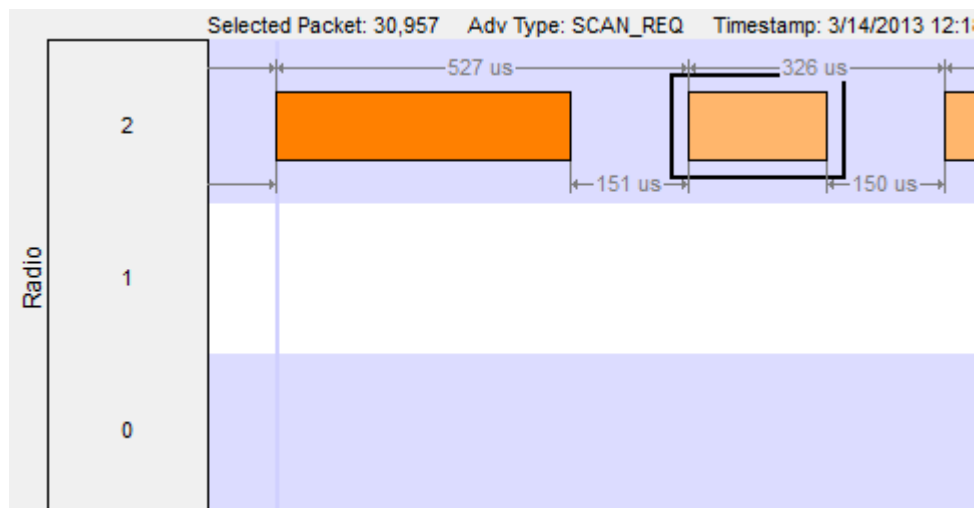 Selected Packet: 30,957 Adv Type: SCAN_REQ Timestamp: 3/14/2013 12:18
527 us 326 us
2
151 us 150 us
Radio
1
0